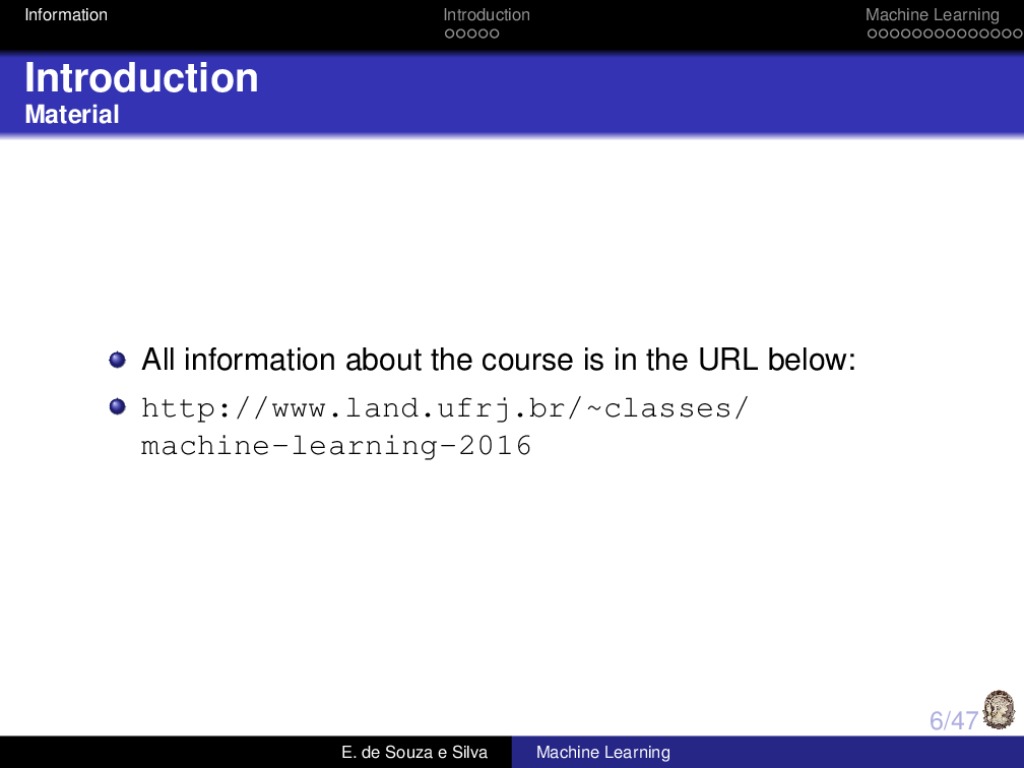 Information Introduction Machine Learning
Introduction
Material
All information about the course is in the URL below:
http://www.land.ufrj.br/~classes/
machine-learning-2016
6/47
E. de Souza e Silva Machine Learning